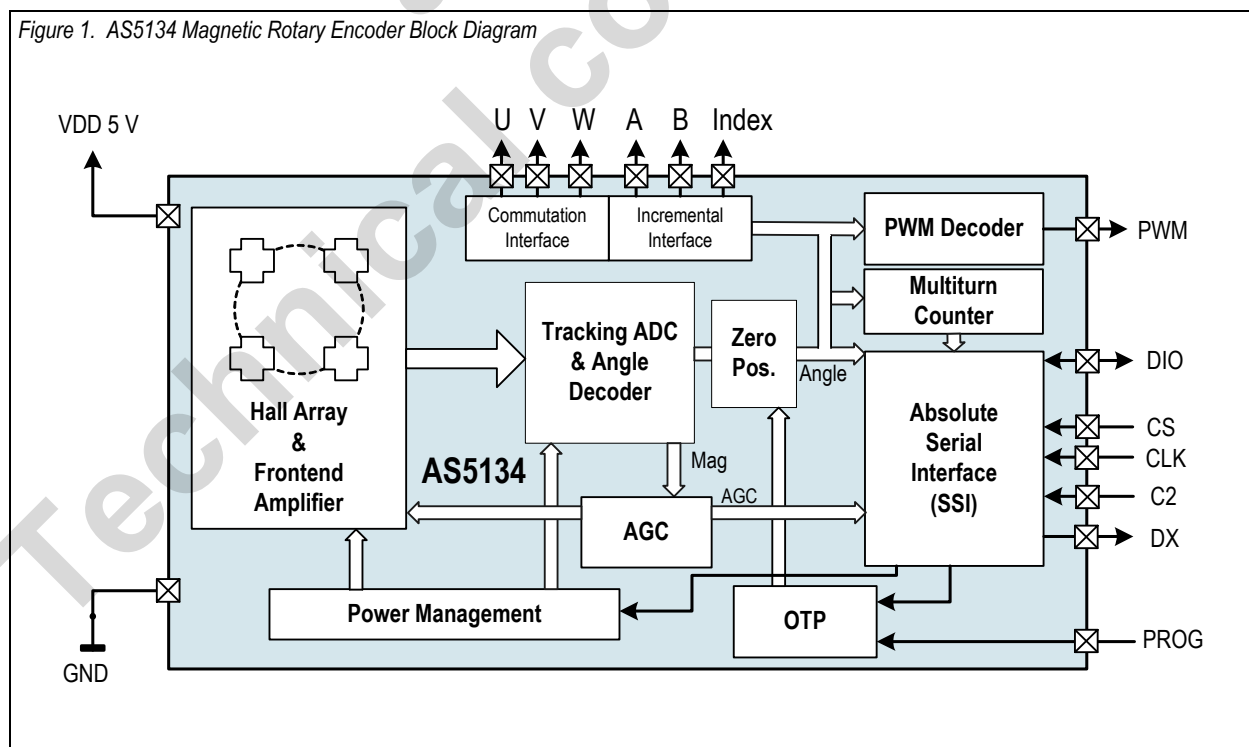 Figure 1. AS5134 Magnetic Rotary Encoder Block Diagram
VDD 5 V
U V W A B Index
Commutation
Interface
Incremental
Interface
PWM Decoder
PWM
Multiturn
Counter
Hall Array
&
Frontend
Amplifier
Tracking ADC
& Angle
Decoder
Zero
Pos.
Angle
Absolute
Serial
Interface
(SSI)
DIO
CS
CLK
C2
DX
AS5134
Mag
AGC
AGC
Power Management
OTP
PROG
GND
Technical co